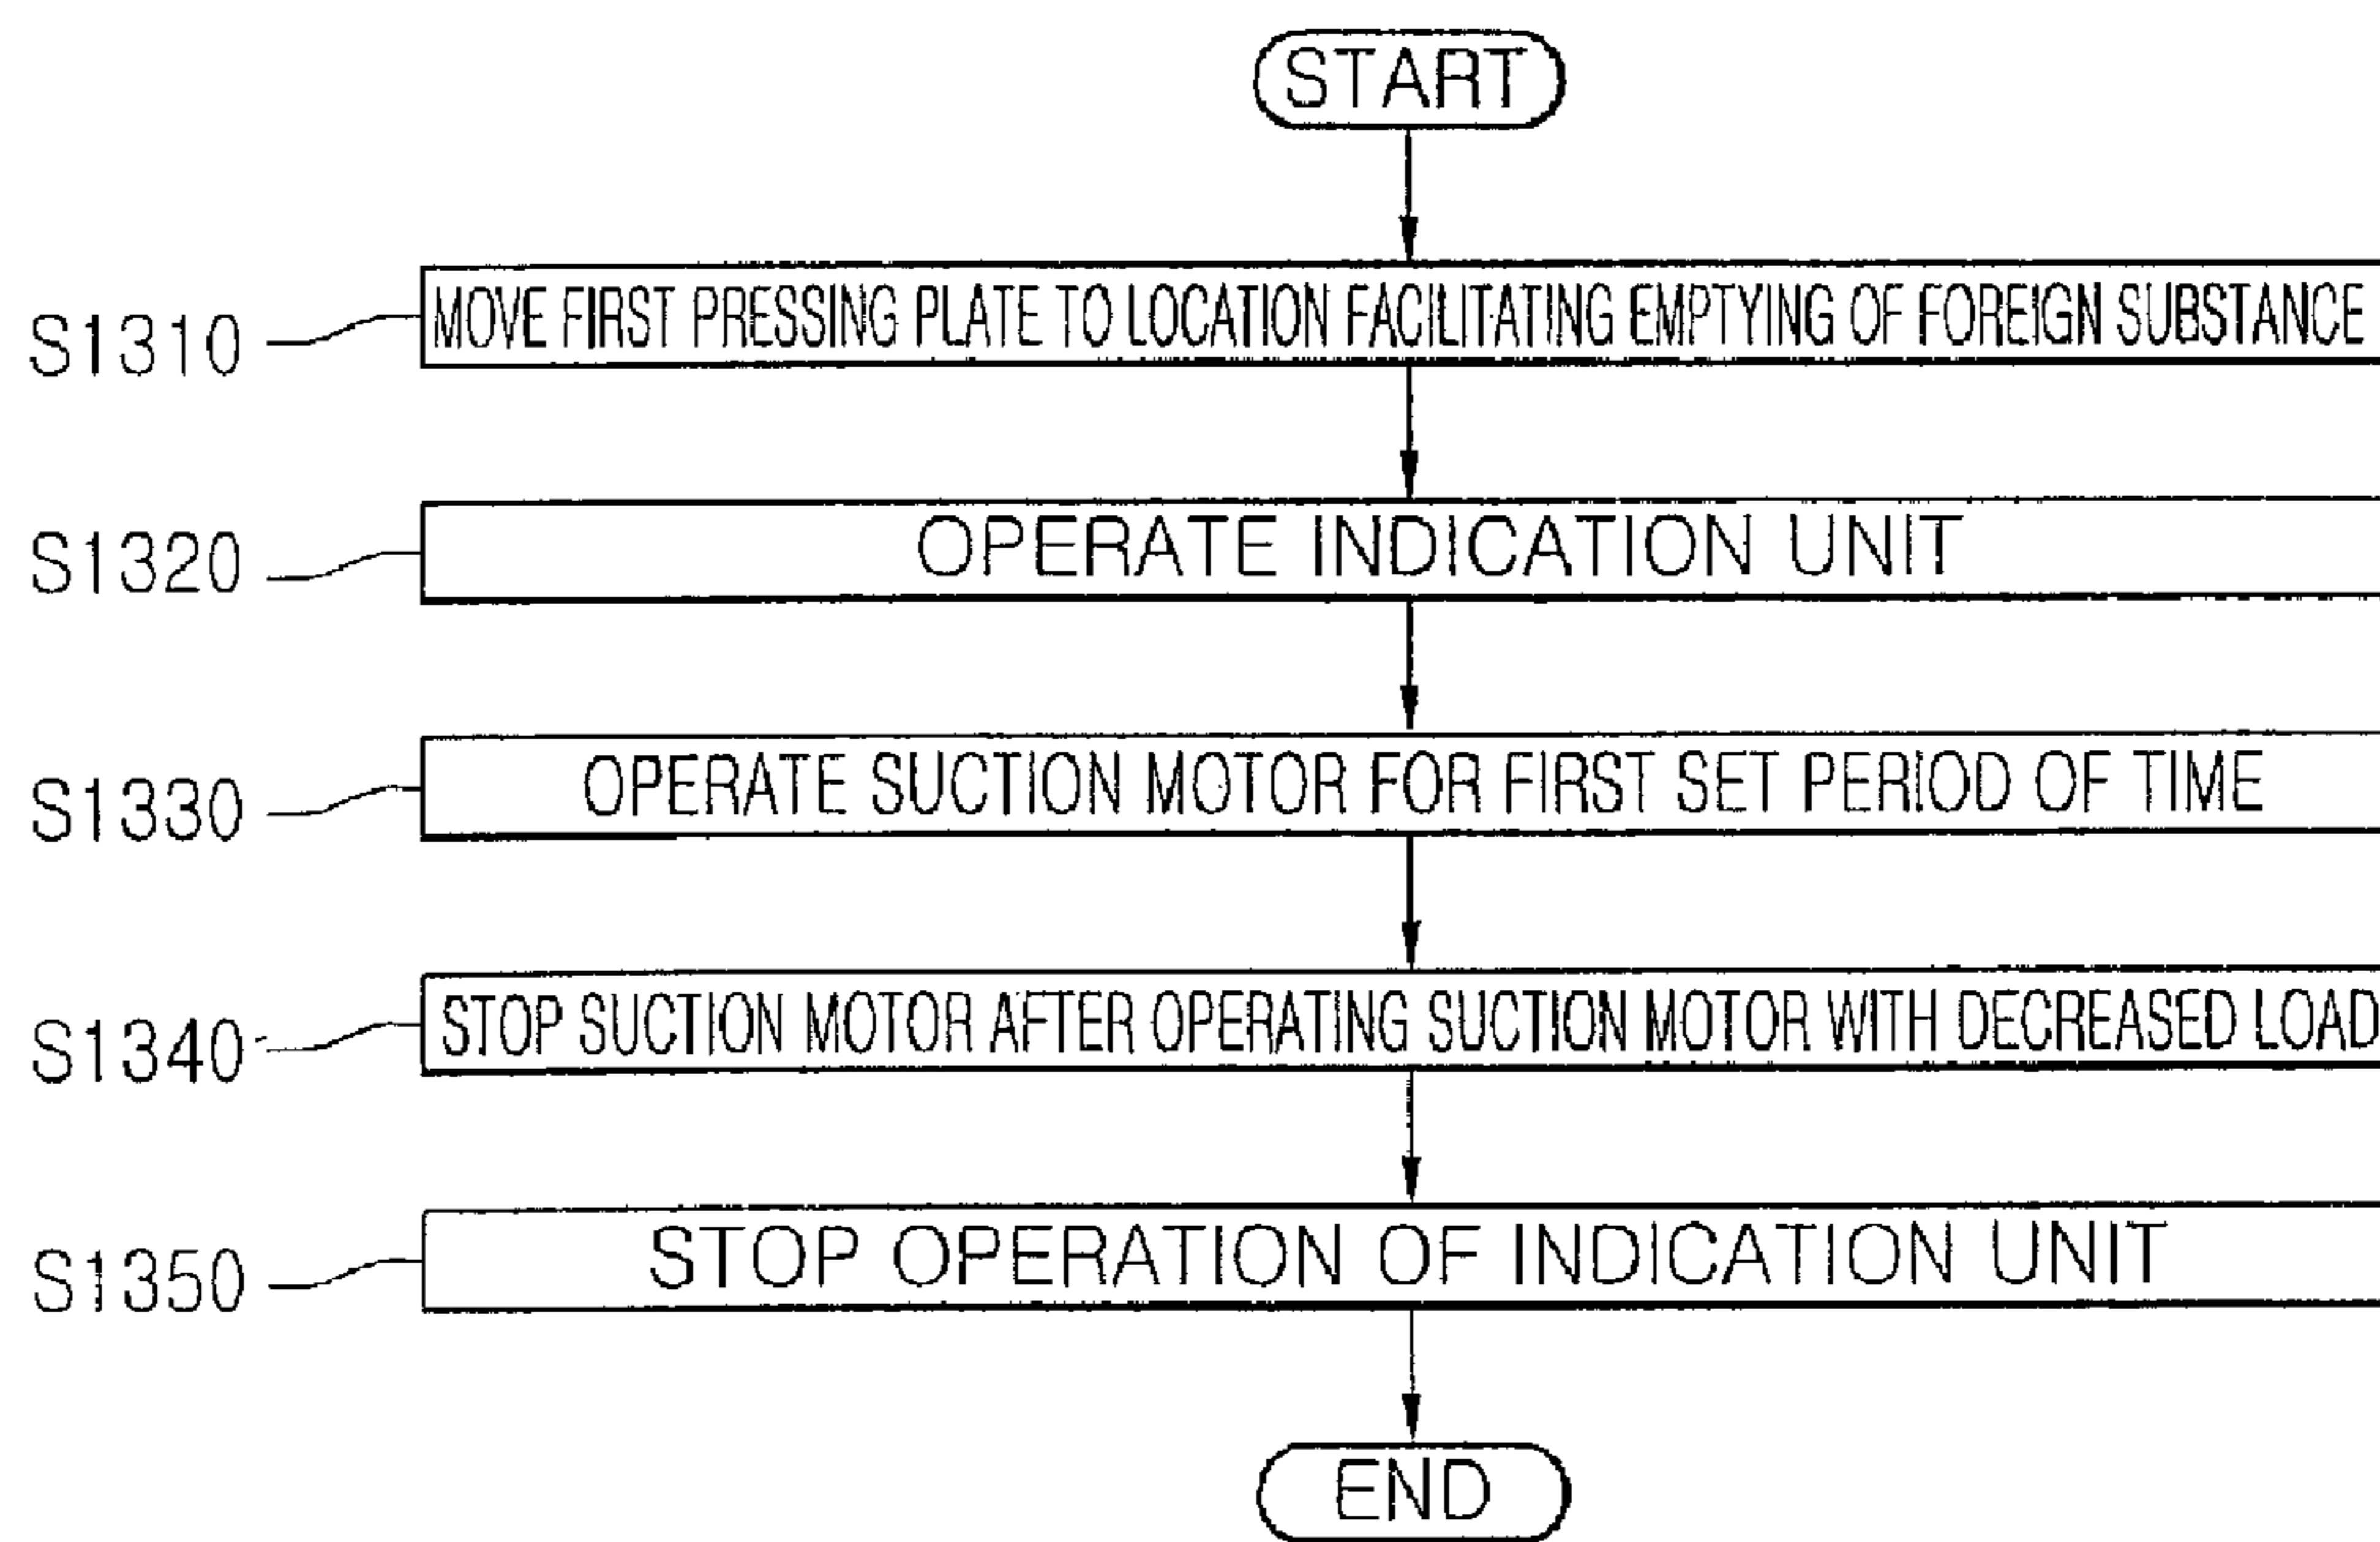 START
S1310
MOVE FIRST PRESSING PLATE TO LOCATION FACILITATING EMPTYING OF FOREIGN SUBSTANCE
S1320
OPERATE INDICATION UNIT
S1330
OPERATE SUCTION MOTOR FOR FIRST SET PERIOD OF TIME
S1340
STOP SUCTION MOTOR AFTER OPERATING SUCTION MOTOR WITH DECREASED LOAD
S1350
STOP OPERATION OF INDICATION UNIT
END